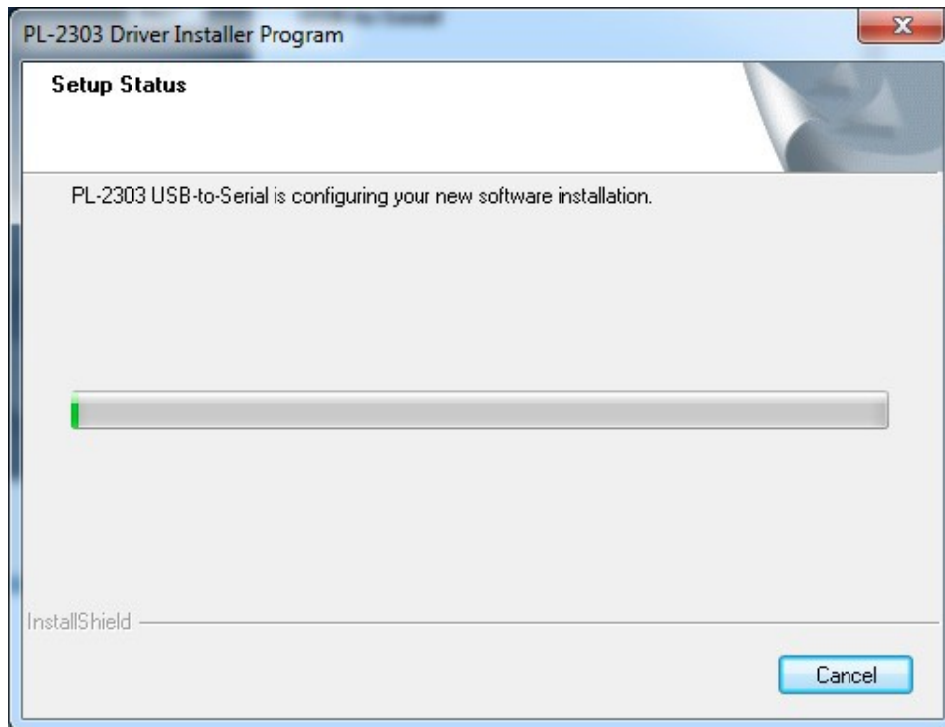 PL-2303 Driver Installer Program
Setup Status
PL-2303 USB-to-Serial is configuring your new software installation.
InstallShield
Cancel